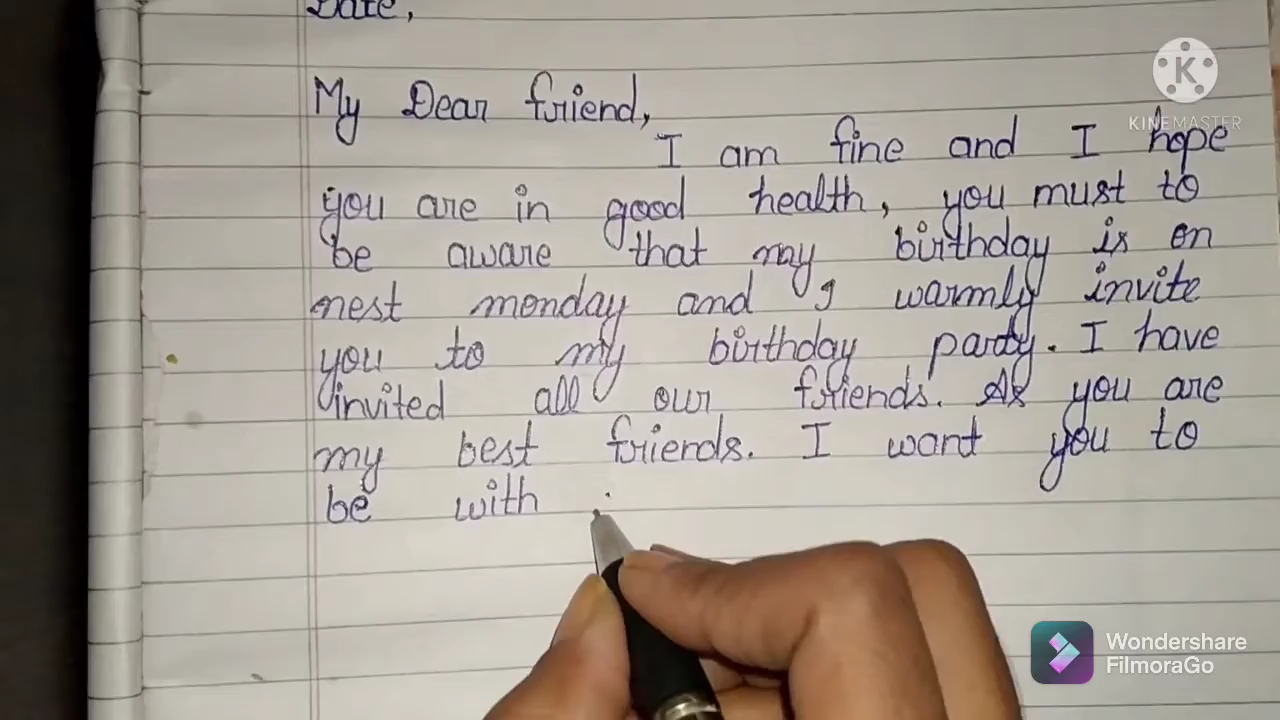 Date,
K
KINEMASTER
My Dear friend,
I am fine and I hope
you are in good health, you must to
be aware that my birthday is on
nest monday and I warmly invite
you to my birthday party. I have
invited all our friends. As you are
my best friends. I want you to
be with
Wondershare
FilmoraGo